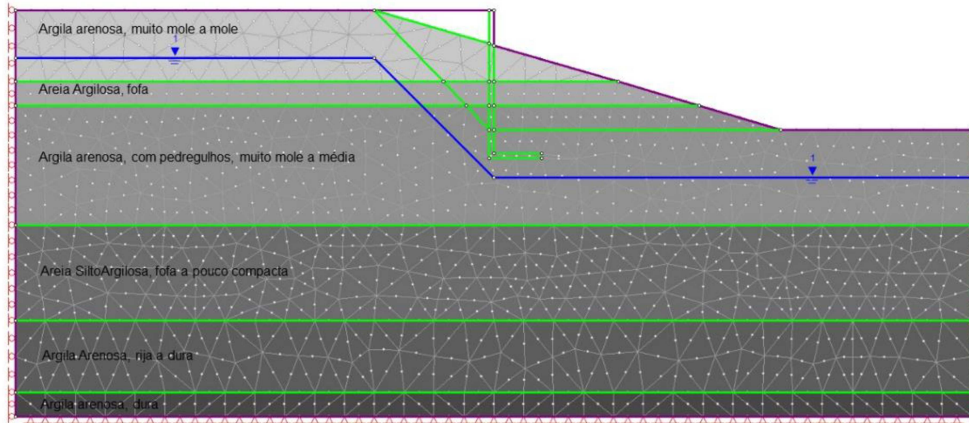 Argila arenosa, muito mole a mole
1
Areia Argilosa, fofa
Argila arenosa, com pedregulhos, muito mole a média
1
Areia SiltoArgilosa, fofa a pouco compacta
Argila Arenosa, rija a dura
Argila arenosa, dura